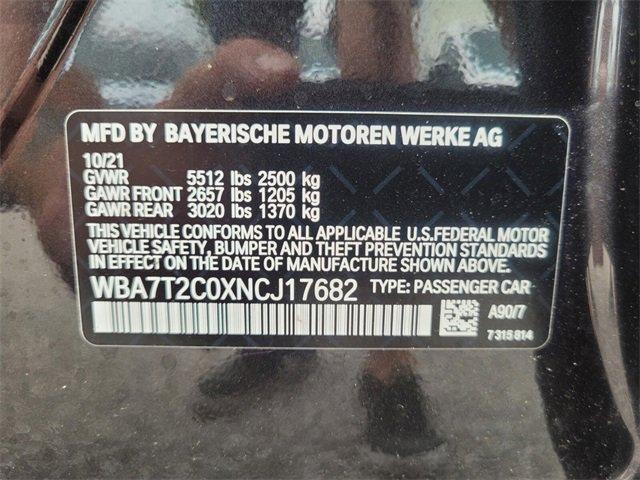 MFD BY BAYERISCHE MOTOREN WERKE AG
10/21
GVWR 5512 lbs 2500 kg
GAWR FRONT 2657 lbs 1205 kg
GAWR REAR 3020 lbs 1370 kg
THIS VEHICLE CONFORMS TO ALL APPLICABLE U.S.FEDERAL MOTOR
VEHICLE SAFETY, BUMPER AND THEFT PREVENTION STANDARDS
IN EFFECT ON THE DATE OF MANUFACTURE SHOWN ABOVE.
WBA7T2C0XNCJ17682 TYPE: PASSENGER CAR
A90/7
7315814